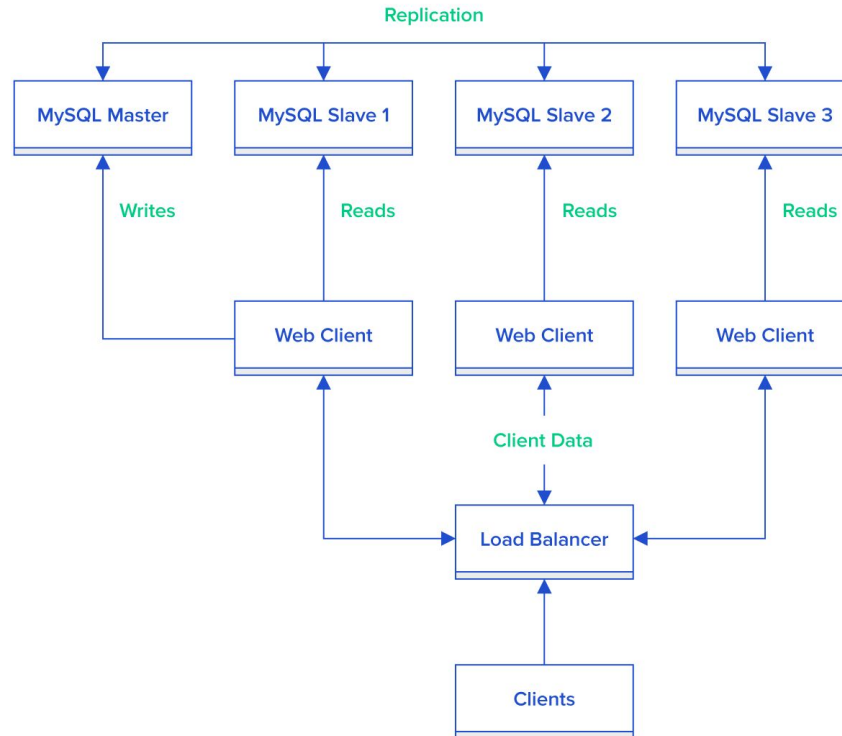 Replication
MySQL Master
MySQL Slave 1
MySQL Slave 2
MySQL Slave 3
Writes
Reads
Reads
Reads
Web Client
Web Client
Web Client
Client Data
Load Balancer
Clients